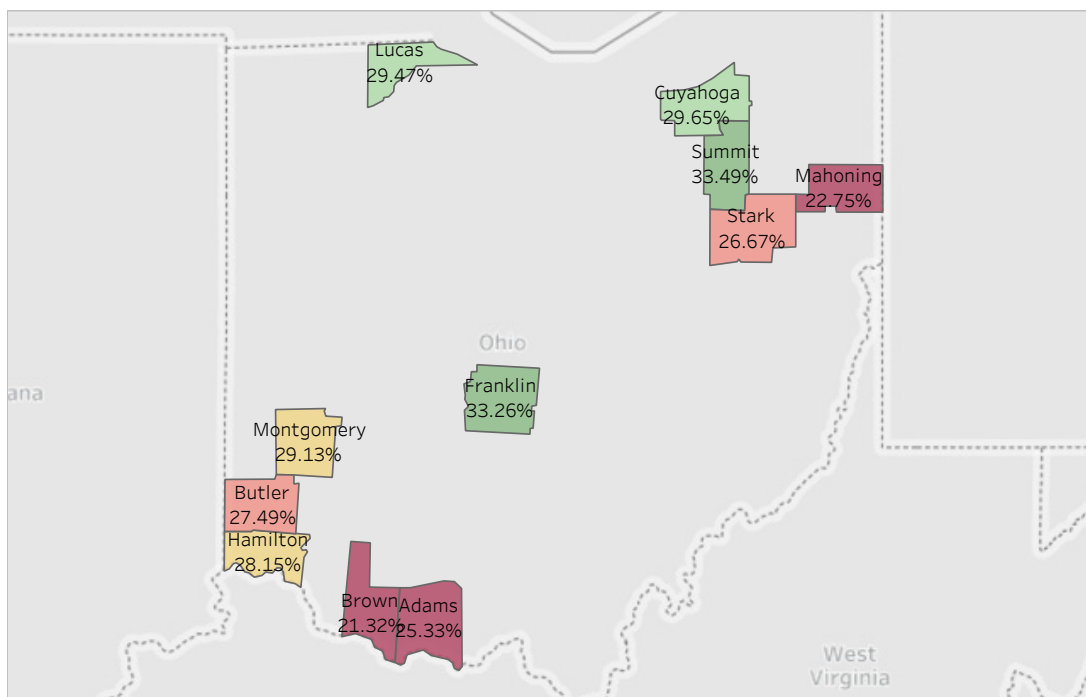 Lucas
29.47%
Cuyahoga
29.65%
Summit
33.49%
Mahoning
22.75%
Stark
26.67%
Ohio
Franklin
33.26%
ana
Montgomery
29.13%
Butler
27.49%
Hamilton
28.15%
Brown
21.32%
Adams
25.33%
West
Virginia